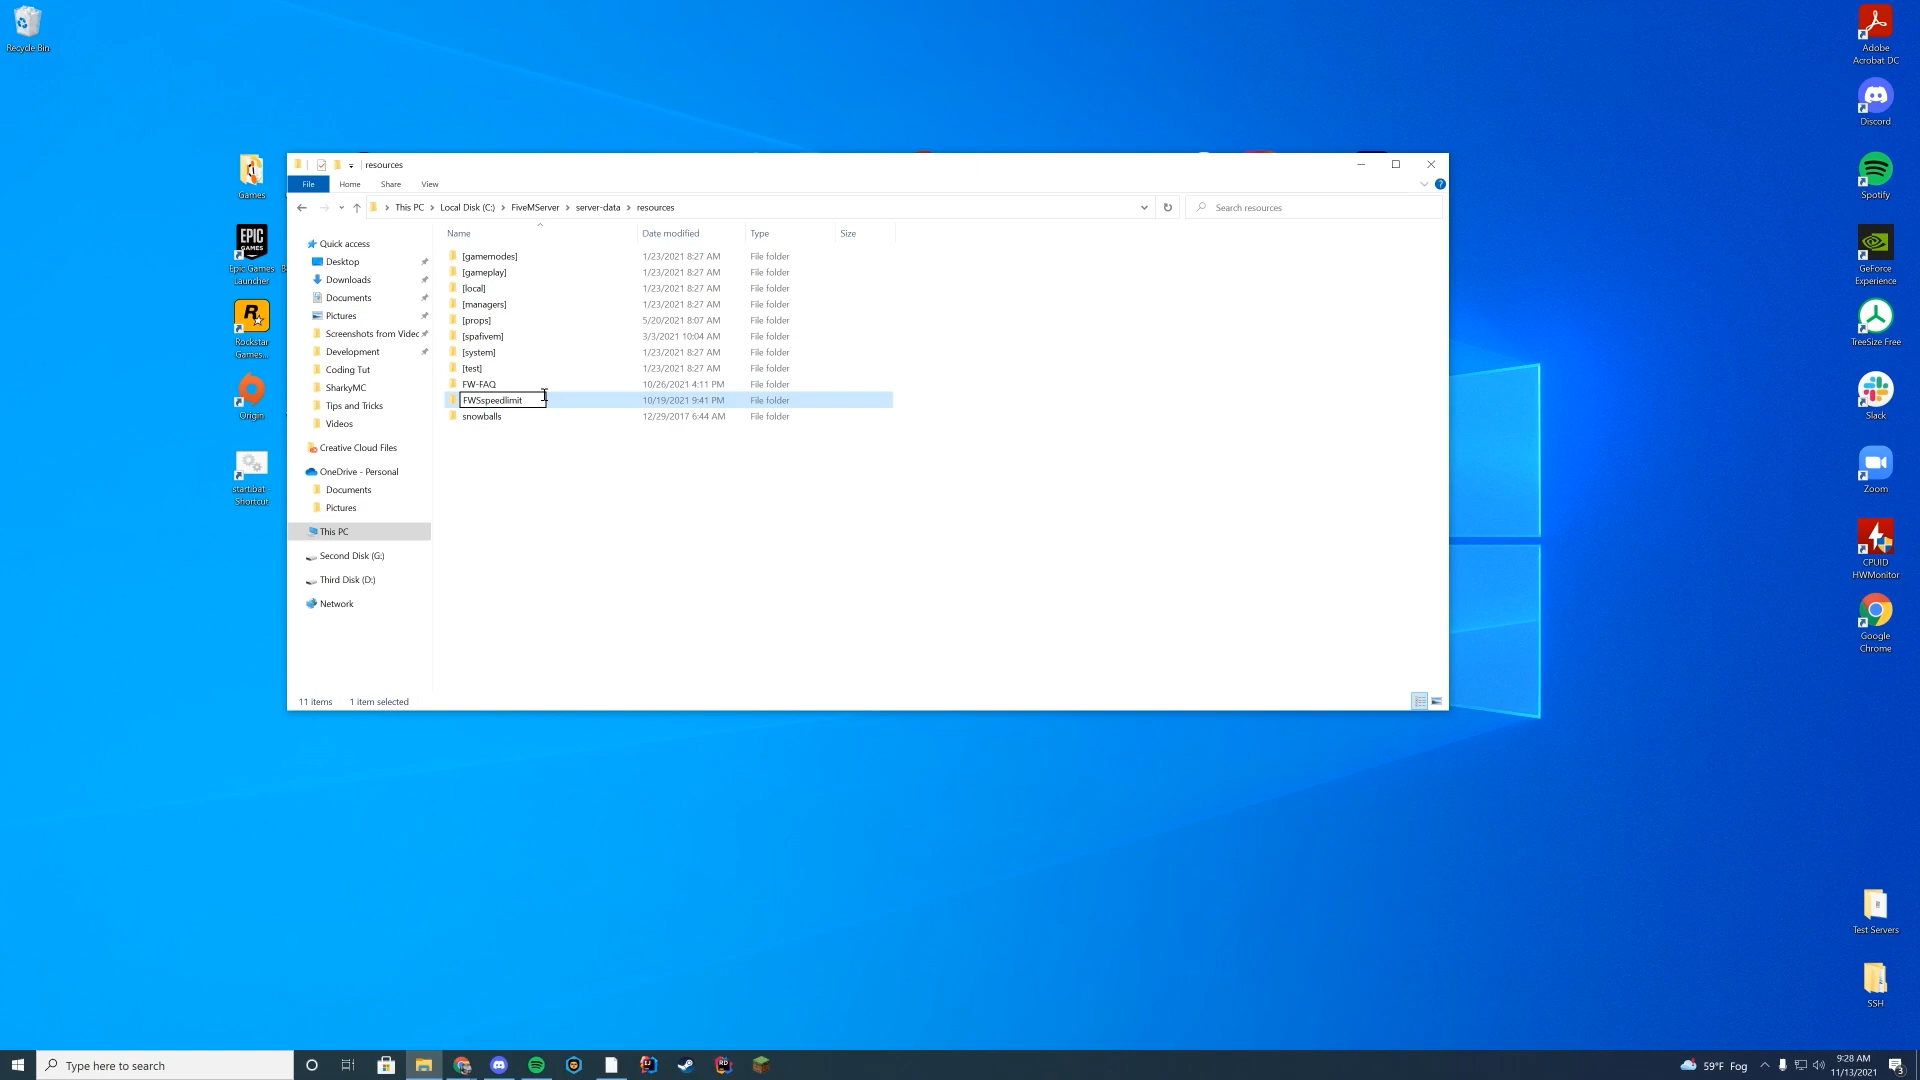 Recycle Bin
Games
Epic Games
Launcher
Rockstar
Games...
Origin
start.bat -
Shortcut
resources
File Home Share View
This PC > Local Disk (C:) > FiveMServer > server-data > resources
Search resources
Name Date modified Type Size
[gamemodes] 1/23/2021 8:27 AM File folder
[gameplay] 1/23/2021 8:27 AM File folder
[local] 1/23/2021 8:27 AM File folder
[managers] 1/23/2021 8:27 AM File folder
[props] 5/20/2021 8:07 AM File folder
[spafivem] 3/3/2021 10:04 AM File folder
[system] 1/23/2021 8:27 AM File folder
[test] 1/23/2021 8:27 AM File folder
FW-FAQ 10/26/2021 4:11 PM File folder
FWSspeedlimit 10/19/2021 9:41 PM File folder
snowballs 12/29/2017 6:44 AM File folder
Quick access
Desktop
Downloads
Documents
Pictures
Screenshots from Videc
Development
Coding Tut
SharkyMC
Tips and Tricks
Videos
Creative Cloud Files
OneDrive - Personal
Documents
Pictures
This PC
Second Disk (G:)
Third Disk (D:)
Network
11 items 1 item selected
Adobe
Acrobat DC
Discord
Spotify
GeForce
Experience
TreeSize Free
Slack
Zoom
CPUID
HWMonitor
Google
Chrome
Test Servers
SSH
Type here to search
59°F Fog
9:28 AM
11/13/2021
3